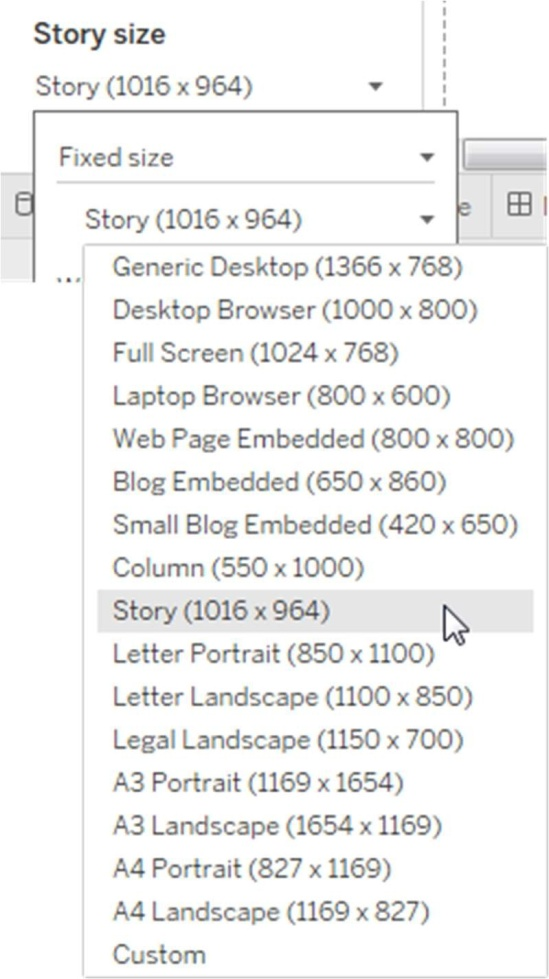 Story size
Story (1016 x 964)
Fixed size
Story (1016 x 964)
e
Generic Desktop (1366 x 768)
Desktop Browser (1000 x 800)
Full Screen (1024 x 768)
Laptop Browser (800 x 600)
Web Page Embedded (800 x 800)
Blog Embedded (650 x 860)
Small Blog Embedded (420 x 650)
Column (550 x 1000)
Story (1016 x 964)
Letter Portrait (850 x 1100)
Letter Landscape (1100 x 850)
Legal Landscape (1150 x 700)
A3 Portrait (1169 x 1654)
A3 Landscape (1654 x 1169)
A4 Portrait (827 x 1169)
A4 Landscape (1169 x 827)
Custom